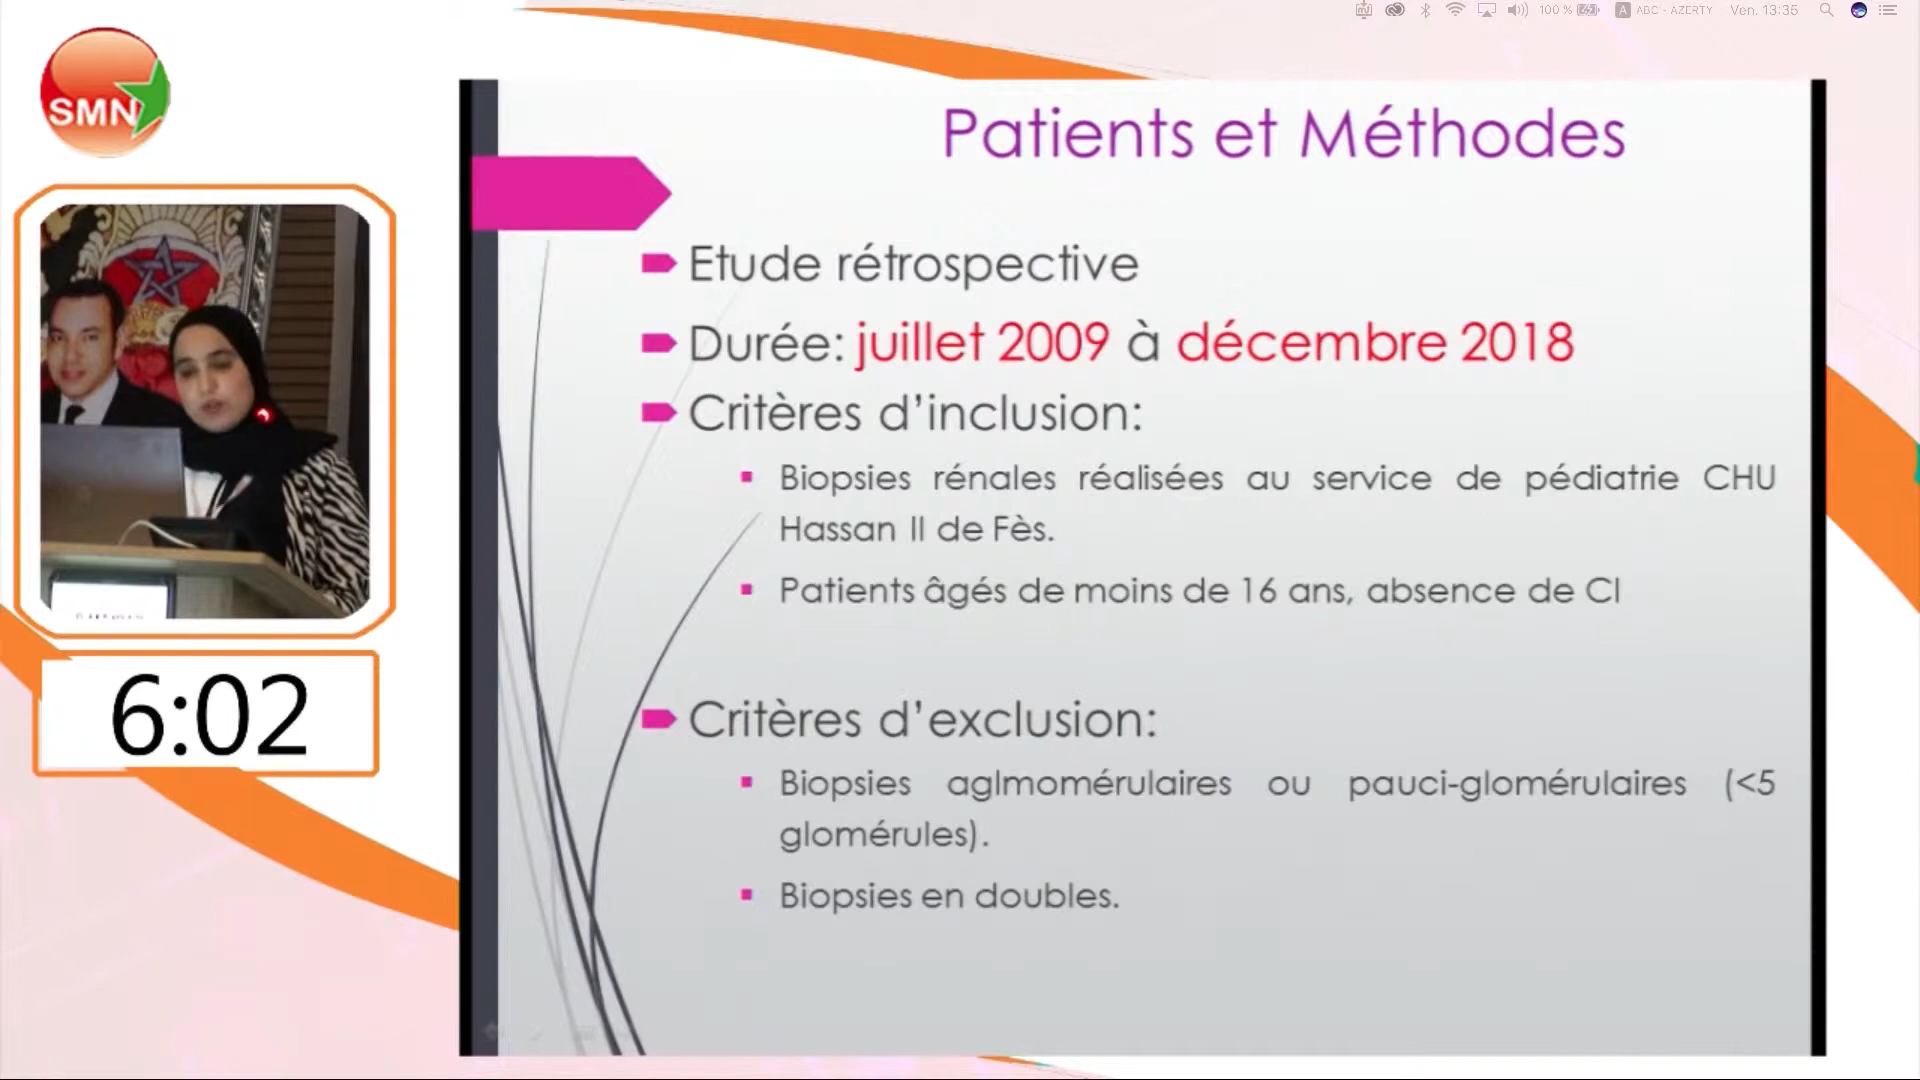 100 %
ABC - AZERTY
Ven. 13:35
SMN
Patients et Méthodes
Etude rétrospective
Durée: juillet 2009 à décembre 2018
Critères d’inclusion:
Biopsies rénales réalisées au service de pédiatrie CHU
Hassan II de Fès.
Patients âgés de moins de 16 ans, absence de CI
Critères d’exclusion:
Biopsies aglmomérulaires ou pauci-glomérulaires (<5
glomérules).
Biopsies en doubles.
6:02